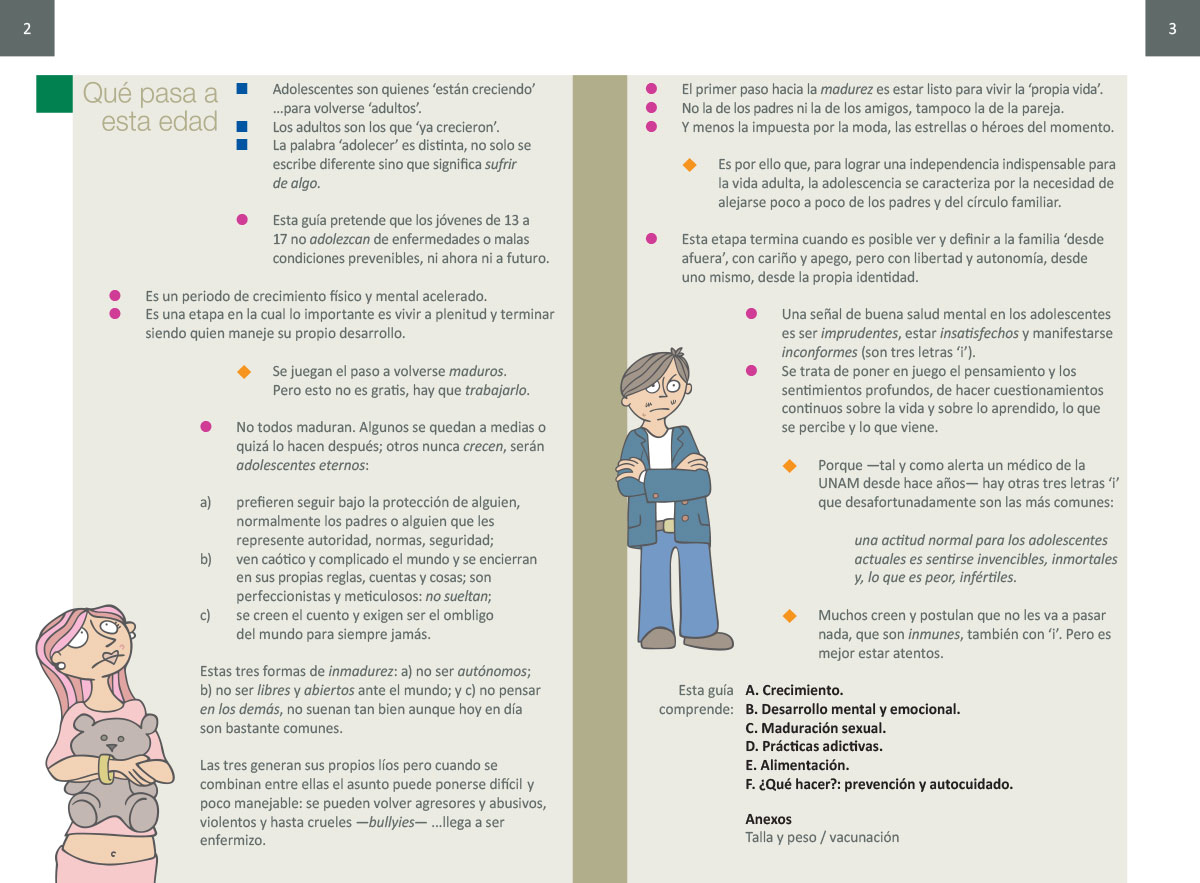 2
Qué pasa a
esta edad
Adolescentes son quienes ‘están creciendo’
...para volverse ‘adultos’.
Los adultos son los que ‘ya crecieron’.
La palabra ‘adolecer’ es distinta, no solo se
escribe diferente sino que significa sufrir
de algo.
Esta guía pretende que los jóvenes de 13 a
17 no adolezcan de enfermedades o malas
condiciones prevenibles, ni ahora ni a futuro.
Es un periodo de crecimiento físico y mental acelerado.
Es una etapa en la cual lo importante es vivir a plenitud y terminar
siendo quien maneje su propio desarrollo.
Se juegan el paso a volverse maduros.
Pero esto no es gratis, hay que trabajarlo.
No todos maduran. Algunos se quedan a medias o
quizá lo hacen después; otros nunca crecen, serán
adolescentes eternos:
a) prefieren seguir bajo la protección de alguien,
normalmente los padres o alguien que les
represente autoridad, normas, seguridad;
b) ven caótico y complicado el mundo y se encierran
en sus propias reglas, cuentas y cosas; son
perfeccionistas y meticulosos: no sueltan;
c) se creen el cuento y exigen ser el ombligo
del mundo para siempre jamás.
Estas tres formas de inmadurez: a) no ser autónomos;
b) no ser libres y abiertos ante el mundo; y c) no pensar
en los demás, no suenan tan bien aunque hoy en día
son bastante comunes.
Las tres generan sus propios líos pero cuando se
combinan entre ellas el asunto puede ponerse difícil y
poco manejable: se pueden volver agresores y abusivos,
violentos y hasta crueles —bullyies— ...llega a ser
enfermizo.
3
El primer paso hacia la madurez es estar listo para vivir la ‘propia vida’.
No la de los padres ni la de los amigos, tampoco la de la pareja.
Y menos la impuesta por la moda, las estrellas o héroes del momento.
Es por ello que, para lograr una independencia indispensable para
la vida adulta, la adolescencia se caracteriza por la necesidad de
alejarse poco a poco de los padres y del círculo familiar.
Esta etapa termina cuando es posible ver y definir a la familia ‘desde
afuera’, con cariño y apego, pero con libertad y autonomía, desde
uno mismo, desde la propia identidad.
Una señal de buena salud mental en los adolescentes
es ser imprudentes, estar insatisfechos y manifestarse
inconformes (son tres letras ‘i’).
Se trata de poner en juego el pensamiento y los
sentimientos profundos, de hacer cuestionamientos
continuos sobre la vida y sobre lo aprendido, lo que
se percibe y lo que viene.
Porque —tal y como alerta un médico de la
UNAM desde hace años— hay otras tres letras ‘i’
que desafortunadamente son las más comunes:
una actitud normal para los adolescentes
actuales es sentirse invencibles, inmortales
y, lo que es peor, infértiles.
Muchos creen y postulan que no les va a pasar
nada, que son inmunes, también con ‘i’. Pero es
mejor estar atentos.
Esta guía
comprende:
A. Crecimiento.
B. Desarrollo mental y emocional.
C. Maduración sexual.
D. Prácticas adictivas.
E. Alimentación.
F. ¿Qué hacer?: prevención y autocuidado.
Anexos
Talla y peso / vacunación